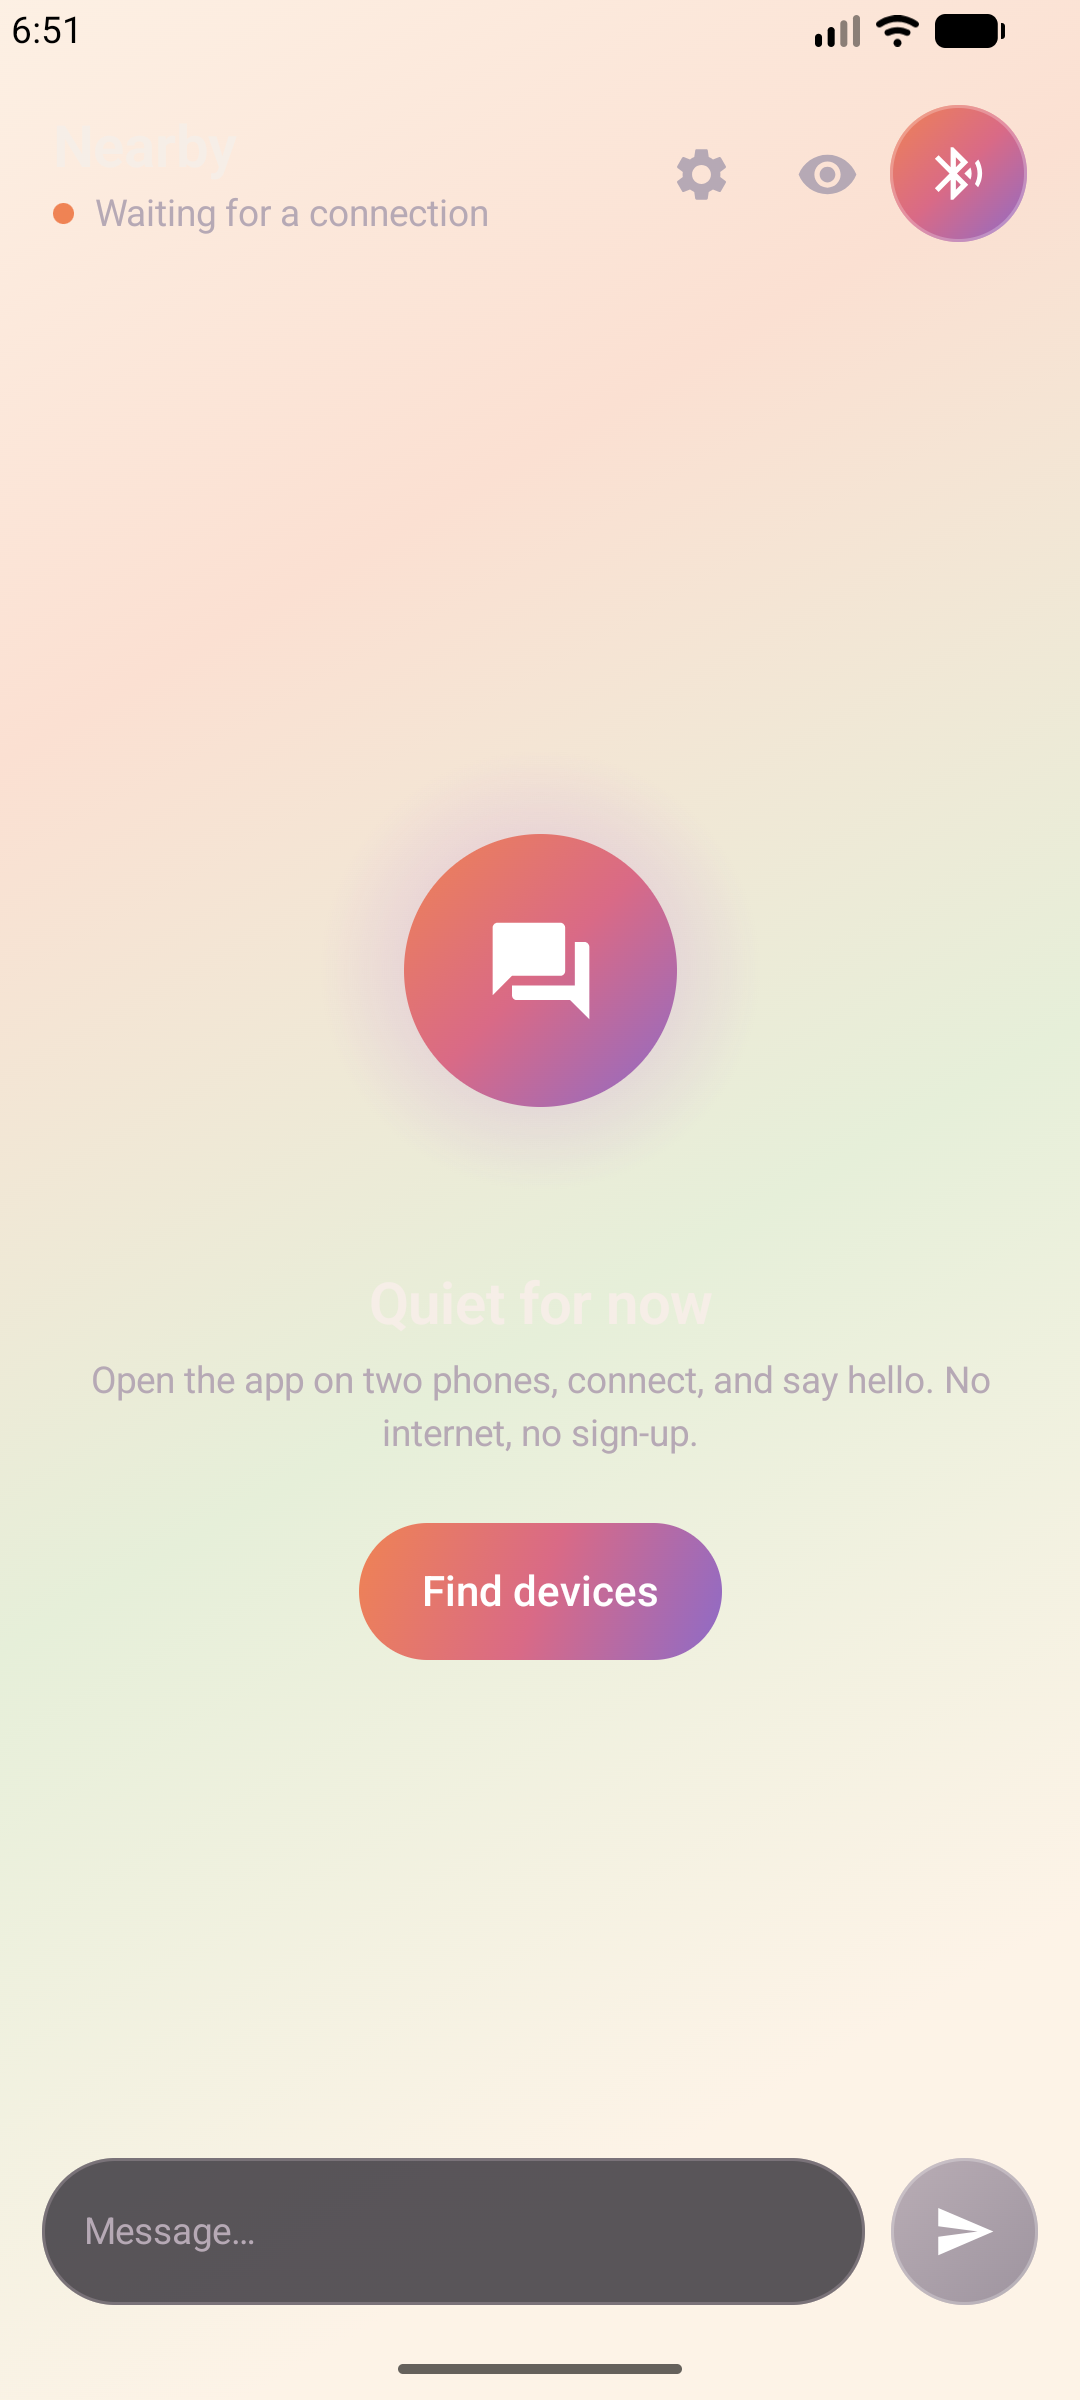 6:51
Nearby
Waiting for a connection
Quiet for now
Open the app on two phones, connect, and say hello. No
internet, no sign-up.
Find devices
Message…